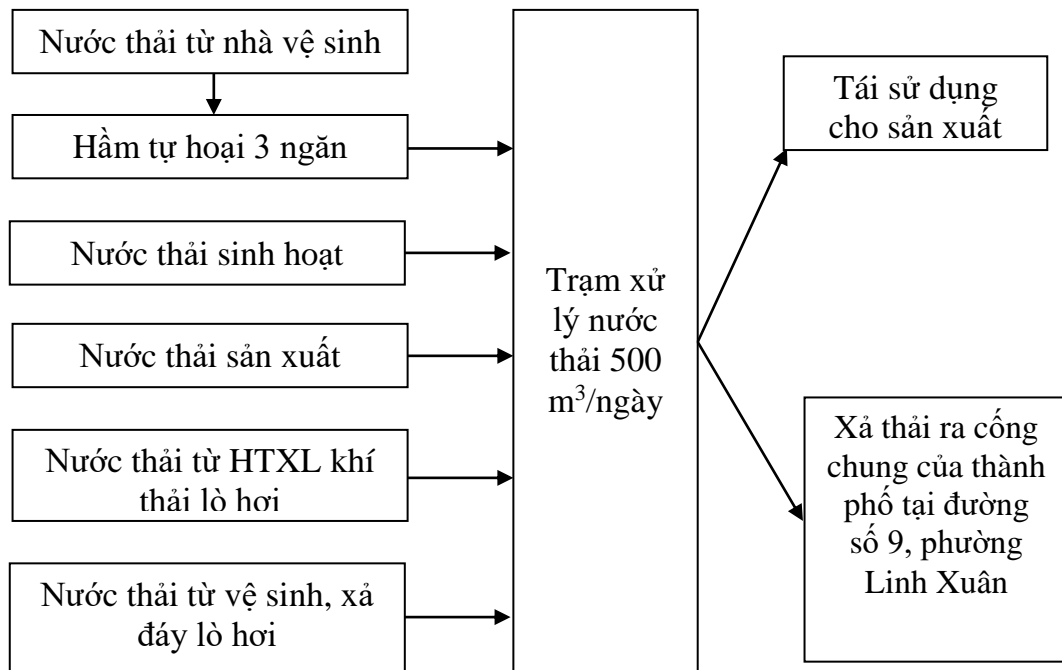 Nước thải từ nhà vệ sinh
Hầm tự hoại 3 ngăn
Nước thải sinh hoạt
Nước thải sản xuất
Nước thải từ HTXL khí
thải lò hơi
Nước thải từ vệ sinh, xả
đáy lò hơi
Trạm xử
lý nước
thải 500
m³/ngày
Tái sử dụng
cho sản xuất
Xả thải ra cống
chung của thành
phố tại đường
số 9, phường
Linh Xuân